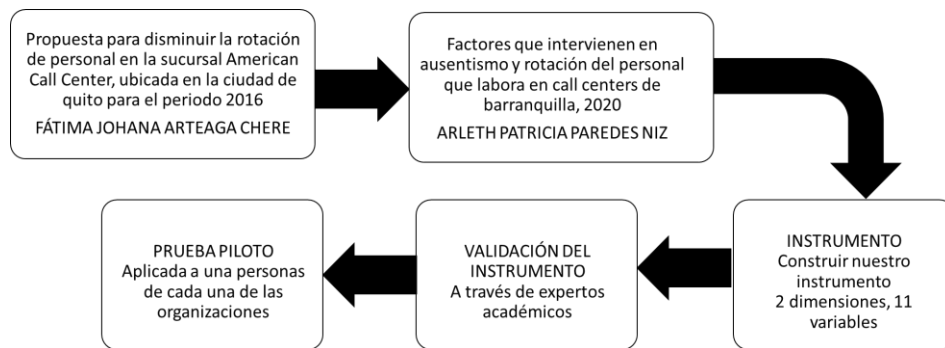 Propuesta para disminuir la rotación
de personal en la sucursal American
Call Center, ubicada en la ciudad de
quito para el periodo 2016
FÁTIMA JOHANA ARTEAGA CHERE
Factores que intervienen en
ausentismo y rotación del personal
que labora en call centers de
barranquilla, 2020
ARLETH PATRICIA PAREDES NIZ
INSTRUMENTO
Construir nuestro
instrumento
2 dimensiones, 11
variables
VALIDACIÓN DEL
INSTRUMENTO
A través de expertos
académicos
PRUEBA PILOTO
Aplicada a una personas
de cada una de las
organizaciones